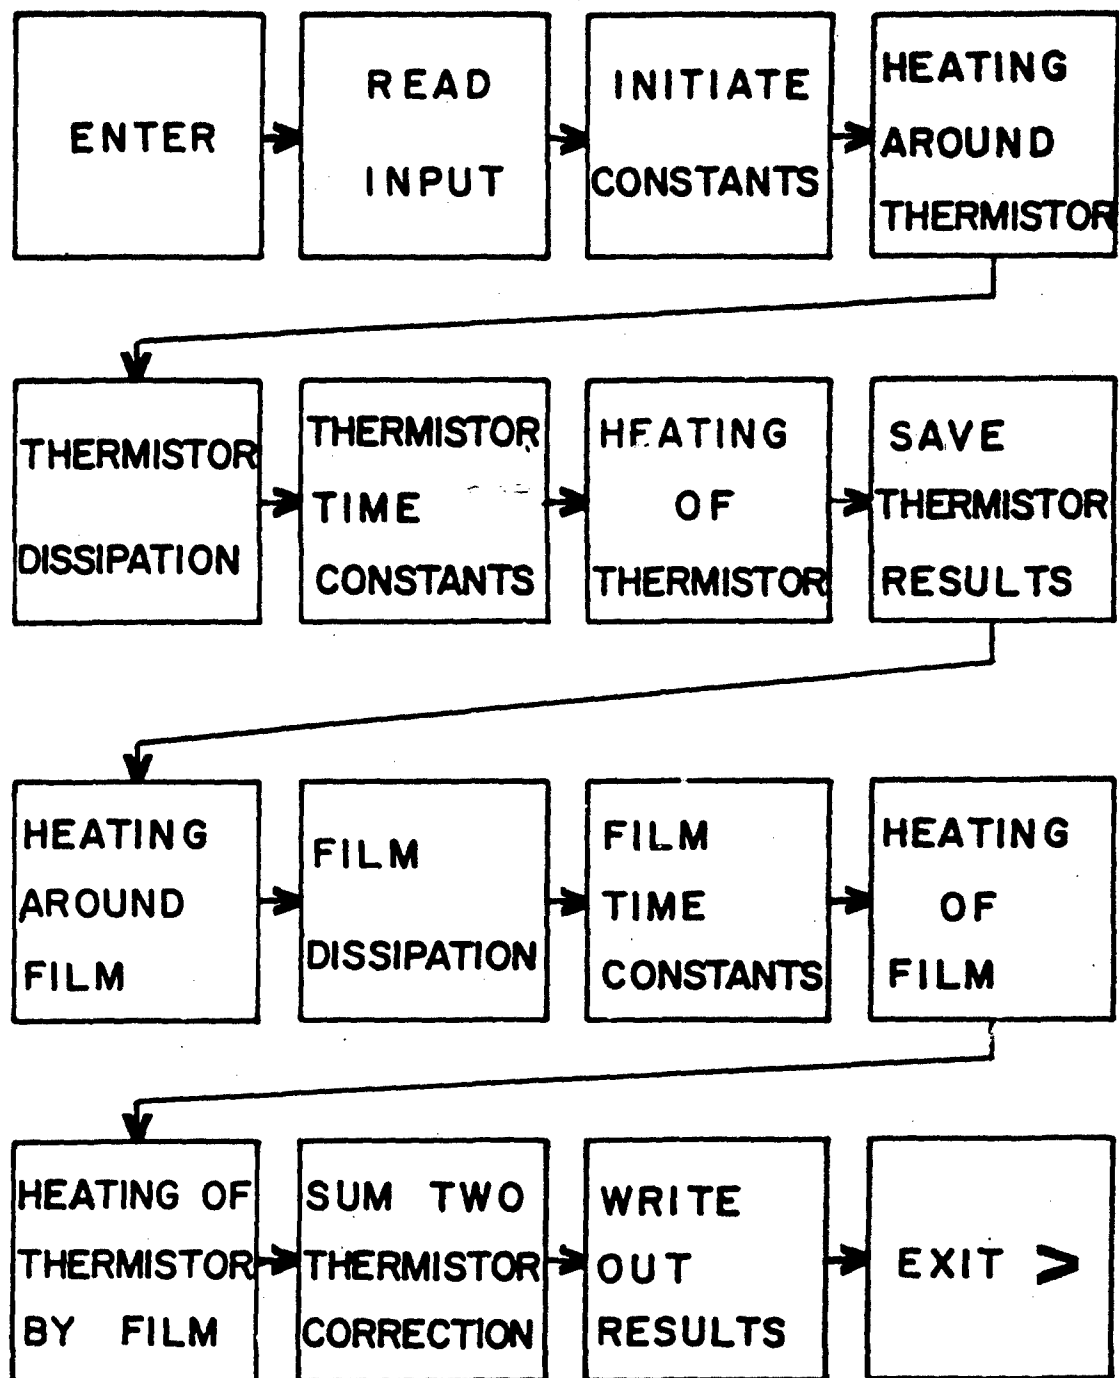 ENTER
READ
INPUT
INITIATE
CONSTANTS
HEATING
AROUND
THERMISTOR
THERMISTOR
DISSIPATION
THERMISTOR
TIME
CONSTANTS
HEATING
OF
THERMISTOR
SAVE
THERMISTOR
RESULTS
HEATING
AROUND
FILM
FILM
DISSIPATION
FILM
TIME
CONSTANTS
HEATING
OF
FILM
HEATING OF
THERMISTOR
BY FILM
SUM TWO
THERMISTOR
CORRECTION
WRITE
OUT
RESULTS
EXIT >